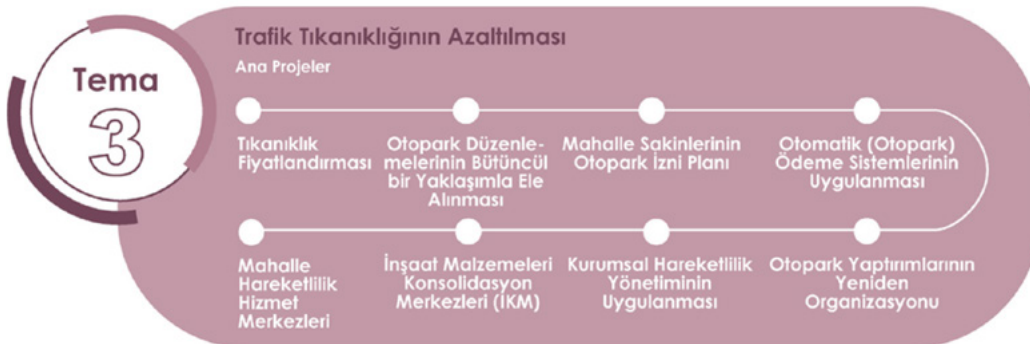 Tema
3
Trafik Tıkanıklığının Azaltılması
Ana Projeler
Tıkanıklık
Fiyatlandırması
Otopark Düzenle-
melerinin Bütüncül
bir Yaklaşımla Ele
Alınması
Mahalle Sakinlerinin
Otopark İzni Planı
Otomatik (Otopark)
Ödeme Sistemlerinin
Uygulanması
Mahalle
Hareketlilik
Hizmet
Merkezleri
İnşaat Malzemeleri
Konsolidasyon
Merkezleri (İKM)
Kurumsal Hareketlilik
Yönetiminin
Uygulanması
Otopark Yaptırımlarının
Yeniden
Organizasyonu